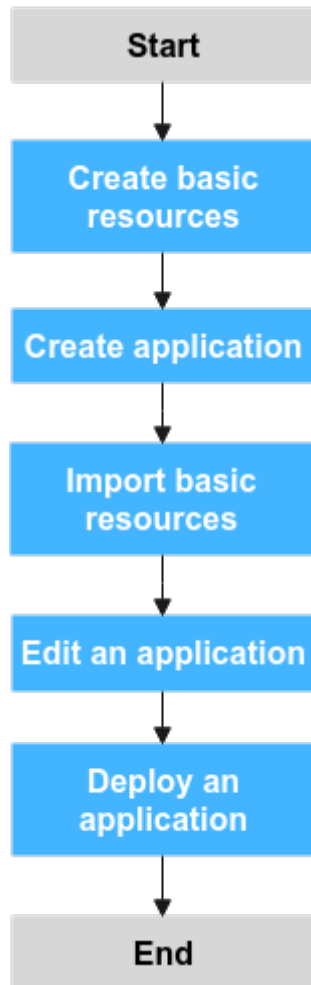 Start
Create basic
resources
Create application
Import basic
resources
Edit an application
Deploy an
application
End